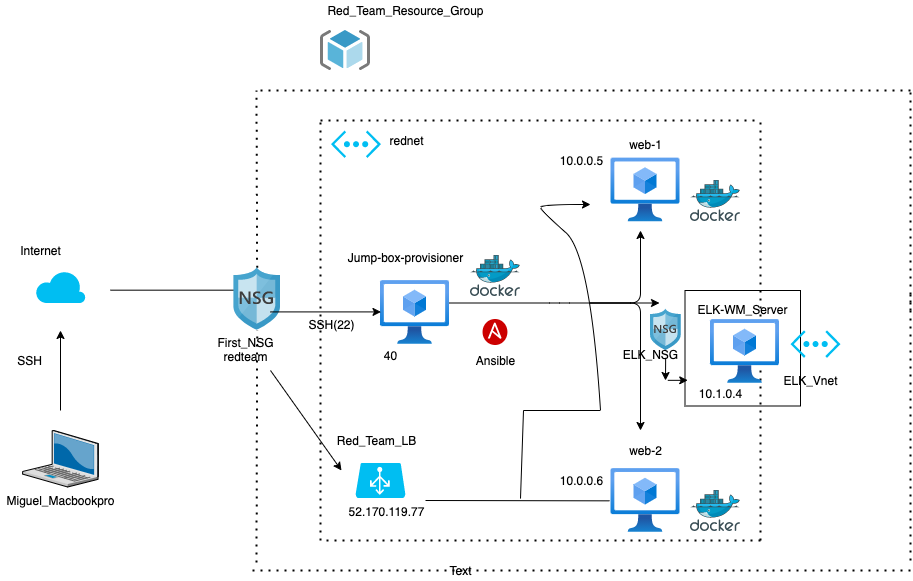 Red_Team_Resource_Group
rednet
web-1
10.0.0.5
docker
Internet
Jump-box-provisioner
docker
NSG
SSH(22)
First_NSG
redteam
40
Ansible
NSG
ELK_NSG
ELK-WM_Server
ELK_Vnet
10.1.0.4
SSH
Miguel_Macbookpro
Red_Team_LB
52.170.119.77
web-2
10.0.0.6
docker
Text